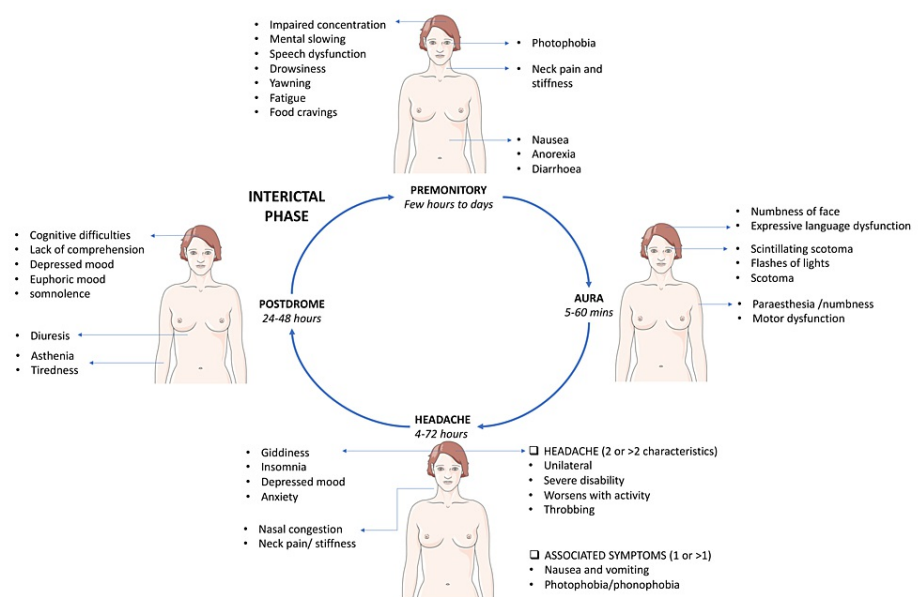 • Impaired concentration
• Mental slowing
• Speech dysfunction
• Drowsiness
• Yawning
• Fatigue
• Food cravings
• Photophobia
• Neck pain and
stiffness
• Nausea
• Anorexia
• Diarrhoea
INTERICTAL
PHASE
PREMONITORY
Few hours to days
• Numbness of face
• Expressive language dysfunction
• Scintillating scotoma
• Flashes of lights
• Scotoma
• Paraesthesia /numbness
• Motor dysfunction
AURA
5-60 mins
• Cognitive difficulties
• Lack of comprehension
• Depressed mood
• Euphoric mood
• somnolence
• Diuresis
• Asthenia
• Tiredness
POSTDROME
24-48 hours
HEADACHE
4-72 hours
• Giddiness
• Insomnia
• Depressed mood
• Anxiety
• Nasal congestion
• Neck pain/ stiffness
❑ HEADACHE (2 or >2 characteristics)
• Unilateral
• Severe disability
• Worsens with activity
• Throbbing
❑ ASSOCIATED SYMPTOMS (1 or >1)
• Nausea and vomiting
• Photophobia/phonophobia